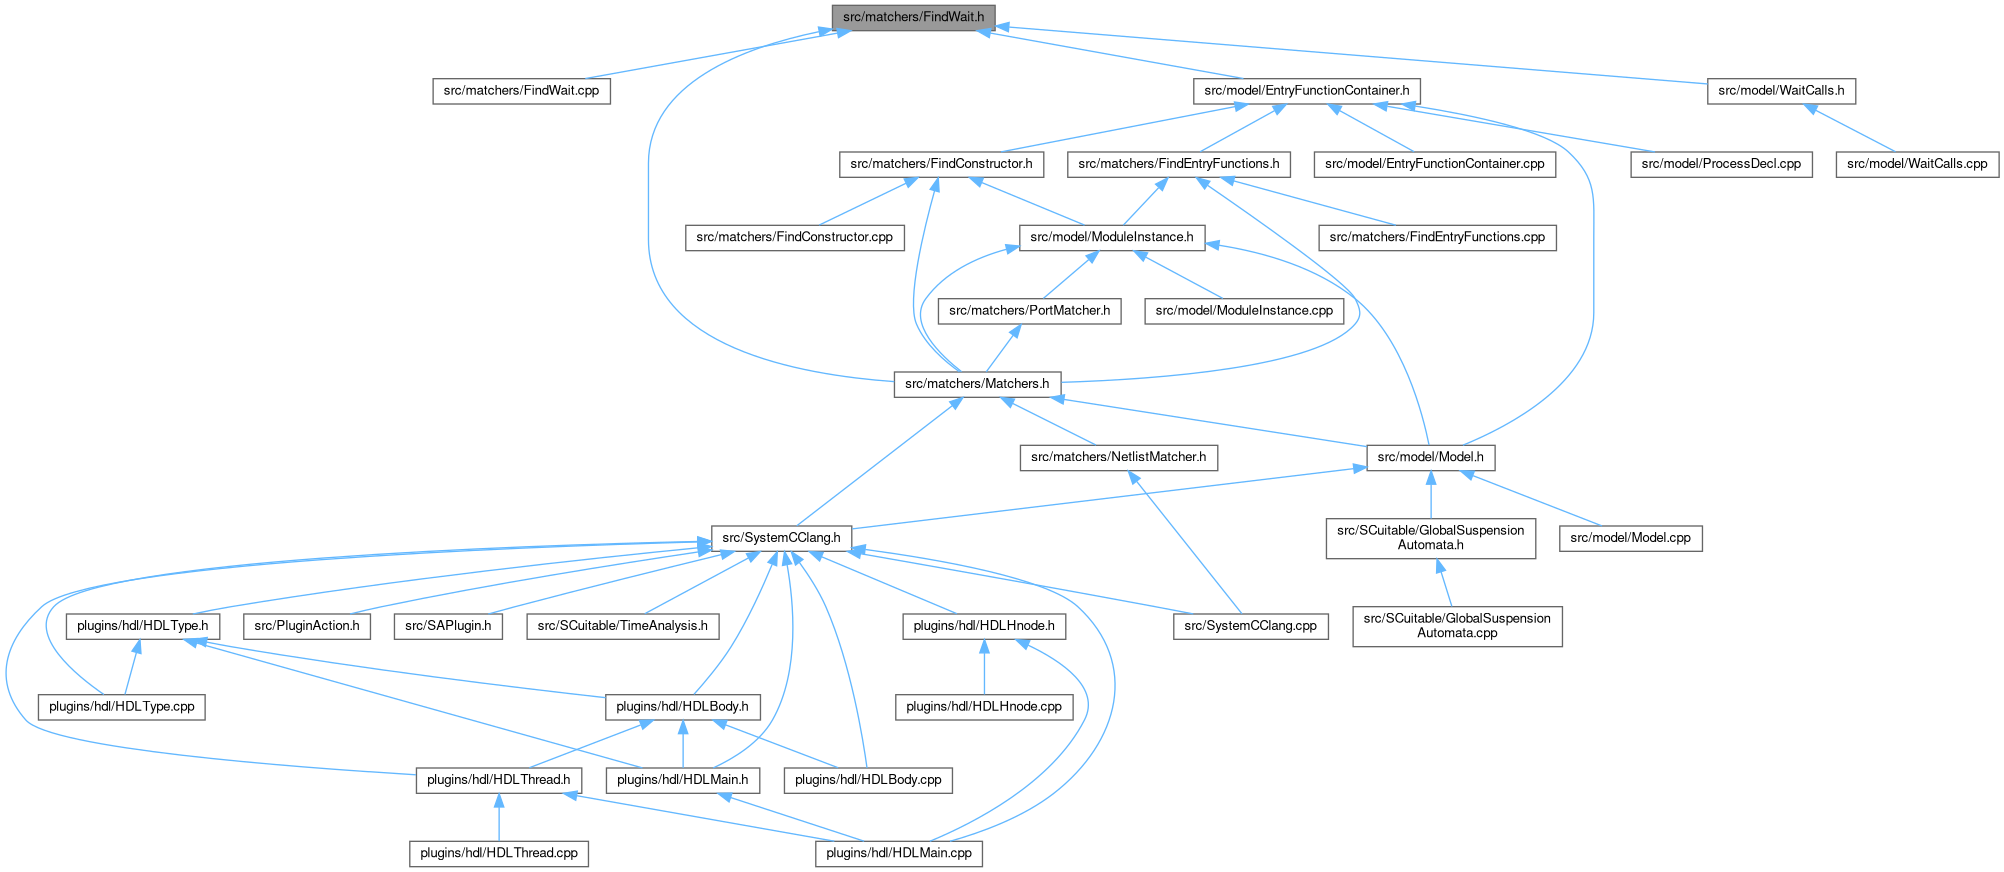 src/matchers/FindWait.h
src/matchers/FindWait.cpp
src/model/EntryFunctionContainer.h
src/model/WaitCalls.h
src/matchers/FindConstructor.h
src/matchers/FindEntryFunctions.h
src/model/EntryFunctionContainer.cpp
src/model/ProcessDecl.cpp
src/model/WaitCalls.cpp
src/matchers/FindConstructor.cpp
src/model/ModuleInstance.h
src/matchers/FindEntryFunctions.cpp
src/matchers/PortMatcher.h
src/model/ModuleInstance.cpp
src/matchers/Matchers.h
src/matchers/NetlistMatcher.h
src/model/Model.h
src/SystemCClang.h
src/SCuitable/GlobalSuspension
Automata.h
src/model/Model.cpp
plugins/hdl/HDLType.h
src/PluginAction.h
src/SAPlugin.h
src/SCuitable/TimeAnalysis.h
plugins/hdl/HDLHnode.h
src/SystemCClang.cpp
src/SCuitable/GlobalSuspension
Automata.cpp
plugins/hdl/HDLType.cpp
plugins/hdl/HDLBody.h
plugins/hdl/HDLHnode.cpp
plugins/hdl/HDLThread.h
plugins/hdl/HDLMain.h
plugins/hdl/HDLBody.cpp
plugins/hdl/HDLThread.cpp
plugins/hdl/HDLMain.cpp